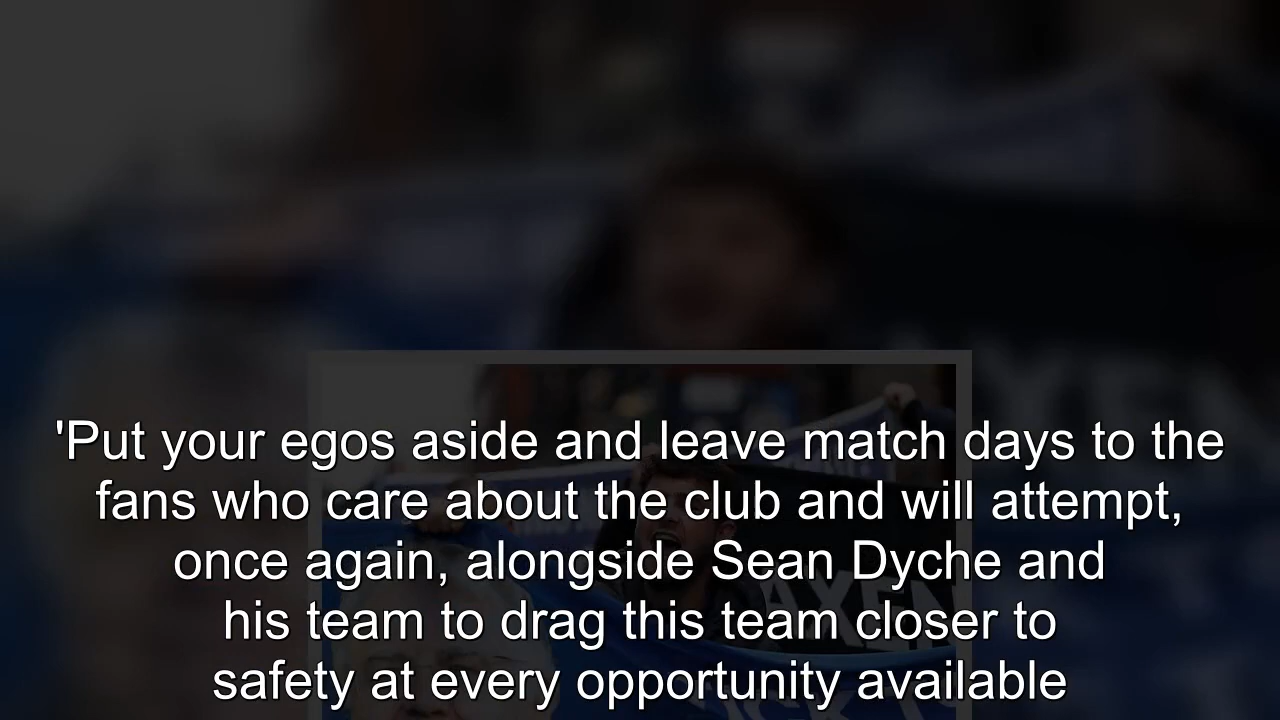 'Put your egos aside and leave match days to the
fans who care about the club and will attempt,
once again, alongside Sean Dyche and
his team to drag this team closer to
safety at every opportunity available